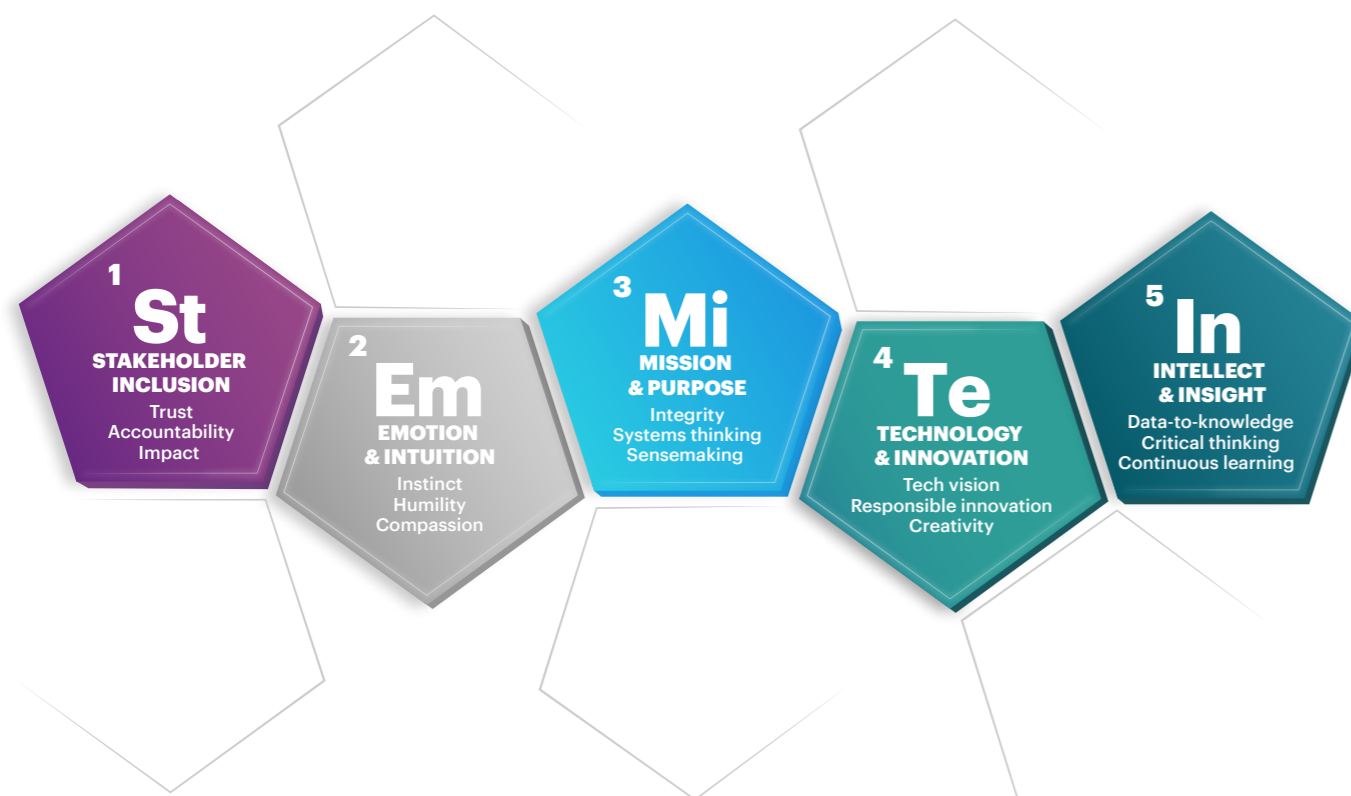 1
St
STAKEHOLDER
INCLUSION
Trust
Accountability
Impact
2
Em
EMOTION
& INTUITION
Instinct
Humility
Compassion
3
Mi
MISSION
& PURPOSE
Integrity
Systems thinking
Sensemaking
4
Te
TECHNOLOGY
& INNOVATION
Tech vision
Responsible innovation
Creativity
5
In
INTELLECT
& INSIGHT
Data-to-knowledge
Critical thinking
Continuous learning